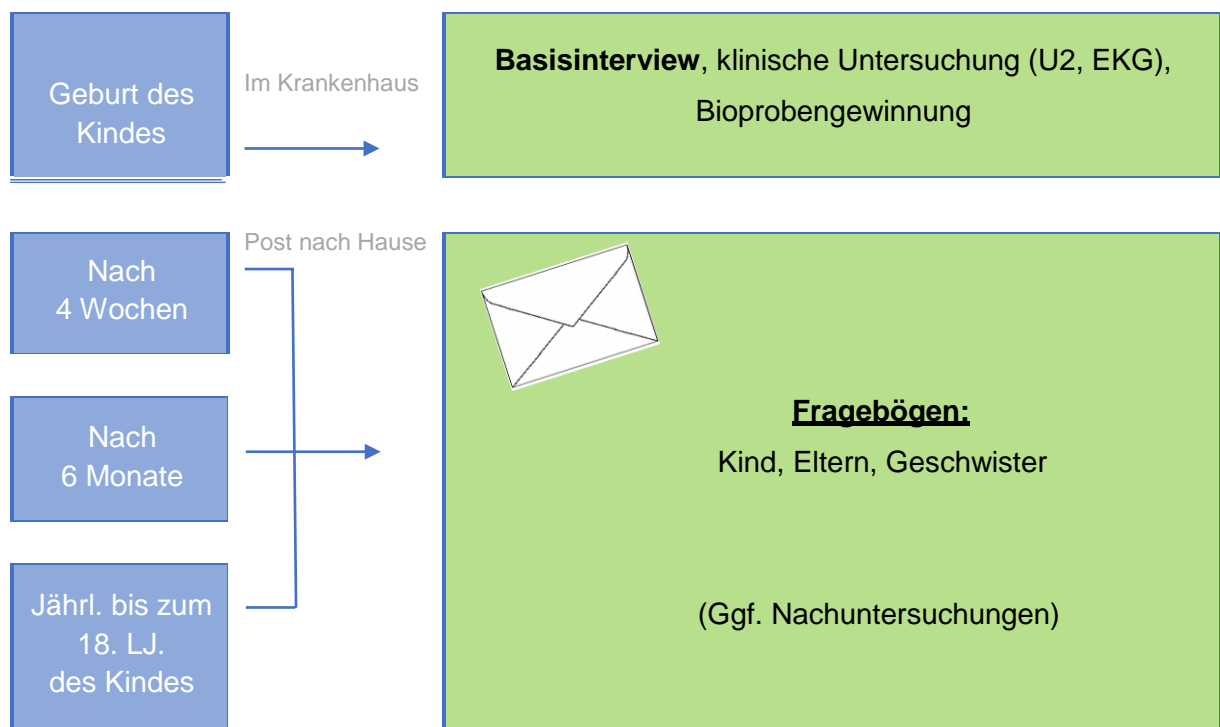 Geburt des
Kindes
Im Krankenhaus
Basisinterview, klinische Untersuchung (U2, EKG),
Bioprobengewinnung
Nach
4 Wochen
Post nach Hause
Nach
6 Monate
Jährl. bis zum
18. LJ.
des Kindes
Fragebögen:
Kind, Eltern, Geschwister
(Ggf. Nachuntersuchungen)